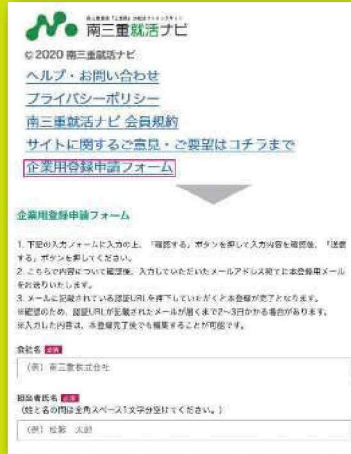 南三重就活ナビ
© 2020 南三重就活ナビ
ヘルプ・お問い合わせ
プライバシーポリシー
南三重就活ナビ 会員規約
サイトに関するご意見・ご要望はコチラまで
企業用登録申請フォーム
企業用登録申請フォーム
1. 下記の入力フォームに入力の上、「確認する」ボタンを押して入力内容を確認後、「送信
する」ボタンを押してください。
2. こちらで内容について確認後、入力していただいたメールアドレス宛てに本登録用メール
をお送りいたします。
3. メールに記載されている認証URLを押下していただくと本登録が完了となります。
※確認のため、認証URLが記載されたメールが届くまで2~3日かかる場合があります。
※入力した内容は、本登録完了後でも編集することが可能です。
会社名 必須
(例) 南三重株式会社
担当者氏名 必須
(姓と名の間は全角スペース1文字分空けてください。)
(例) 松阪 太郎